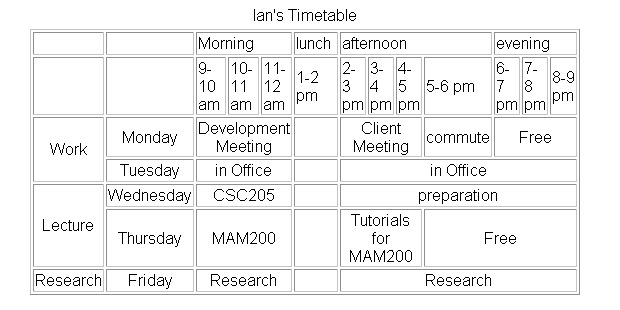 Ian's Timetable
Morning lunch afternoon evening
9- 10- 11- 2- 3- 4- 6- 7-
10 11 12 1-2 3 4 5 5-6 pm 7 8 8-9
am am am pm pm pm pm pm pm pm
Work Monday Development Meeting Client Meeting commute Free
Tuesday in Office in Office
Lecture Wednesday CSC205 preparation
Thursday MAM200 Tutorials for MAM200 Free
Research Friday Research Research